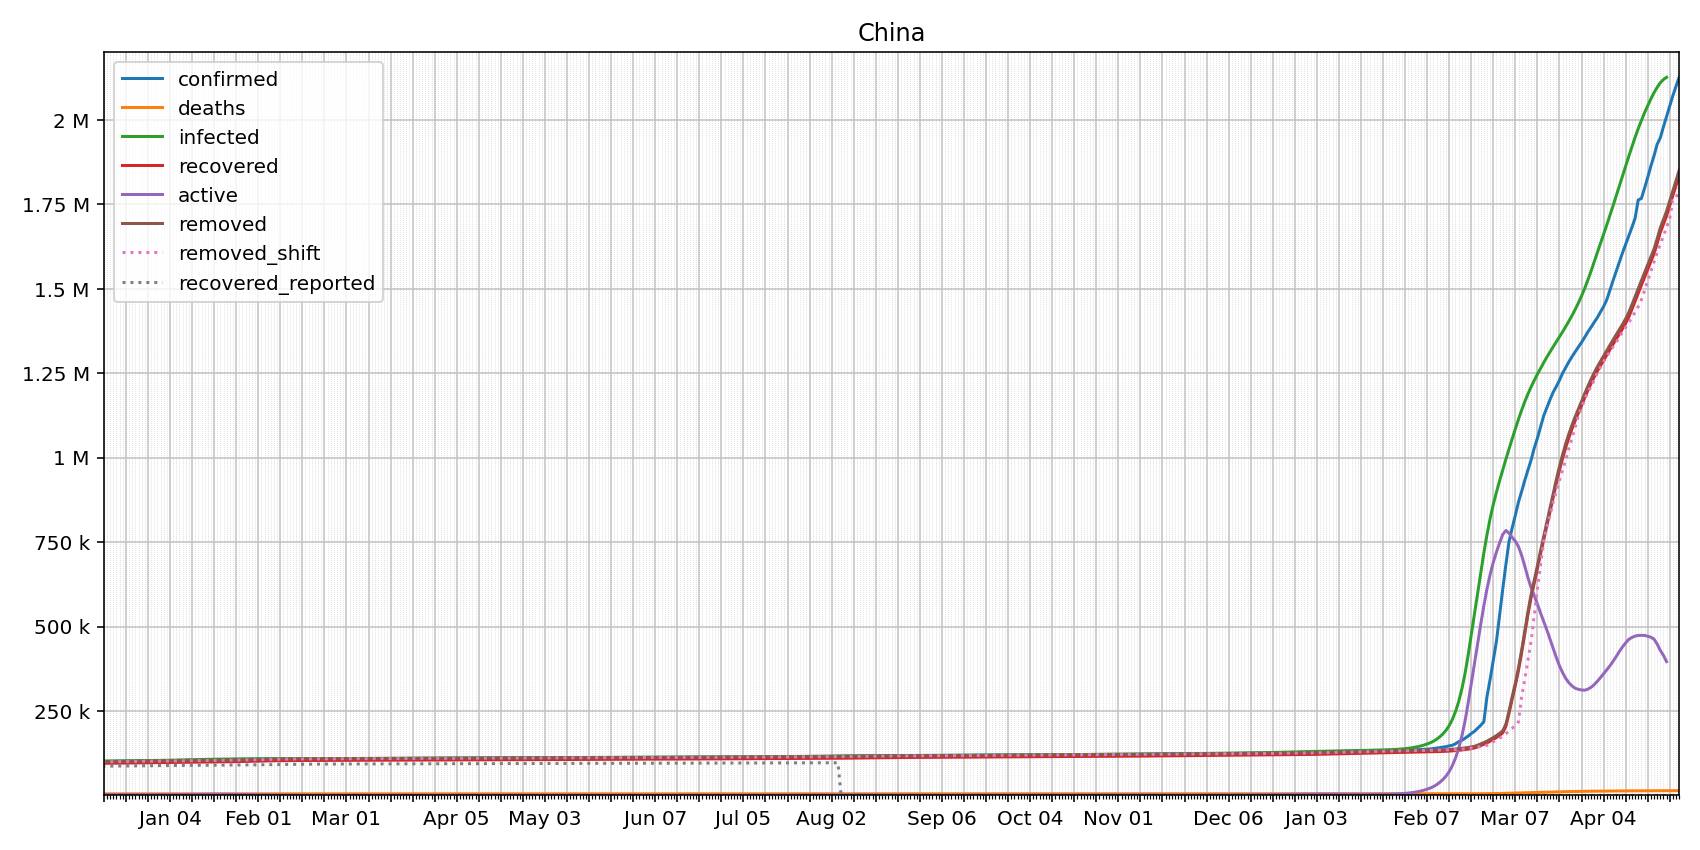 China
confirmed
deaths
infected
recovered
active
removed
removed_shift
recovered_reported
2 M
1.75 M
1.5 M
1.25 M
1 M
750 k
500 k
250 k
Jan 04 Feb 01 Mar 01 Apr 05 May 03 Jun 07 Jul 05 Aug 02 Sep 06 Oct 04 Nov 01 Dec 06 Jan 03 Feb 07 Mar 07 Apr 04